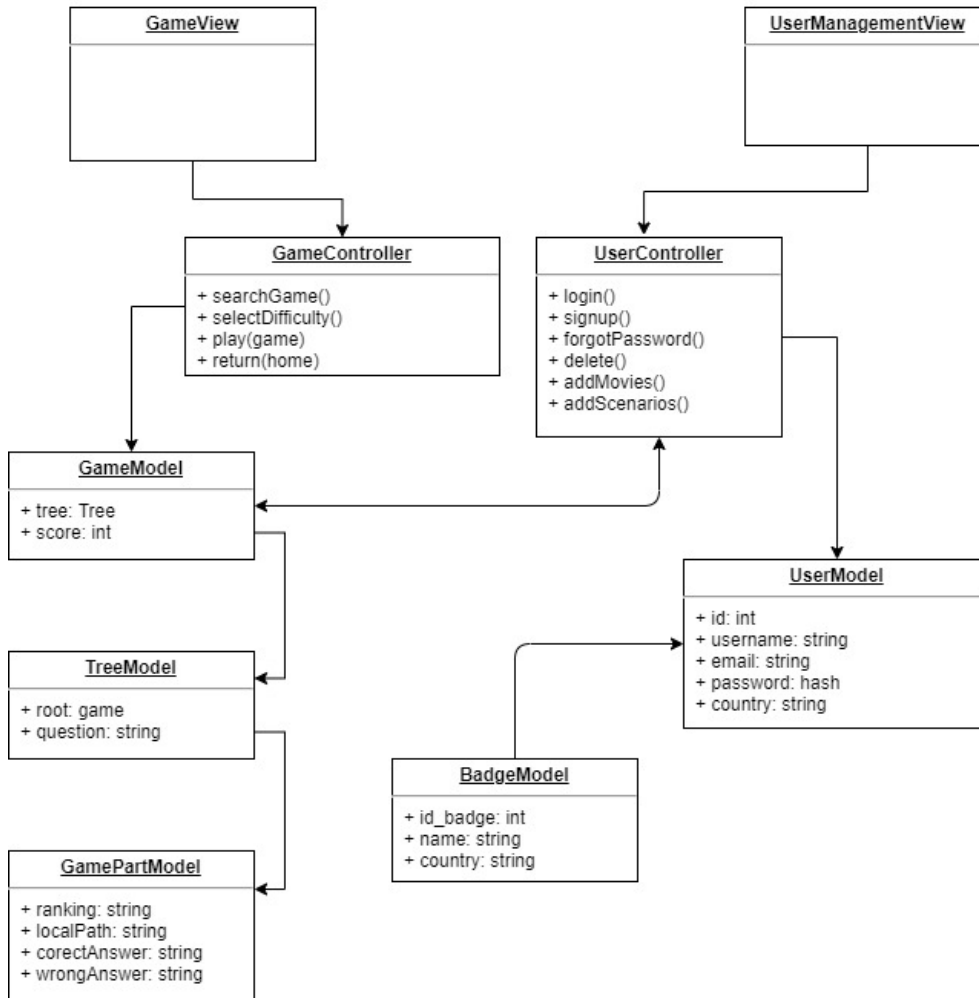 GameView
UserManagementView
GameController
+ searchGame()
+ selectDifficulty()
+ play(game)
+ return(home)
UserController
+ login()
+ signup()
+ forgotPassword()
+ delete()
+ addMovies()
+ addScenarios()
GameModel
+ tree: Tree
+ score: int
UserModel
+ id: int
+ username: string
+ email: string
+ password: hash
+ country: string
TreeModel
+ root: game
+ question: string
BadgeModel
+ id_badge: int
+ name: string
+ country: string
GamePartModel
+ ranking: string
+ localPath: string
+ corectAnswer: string
+ wrongAnswer: string